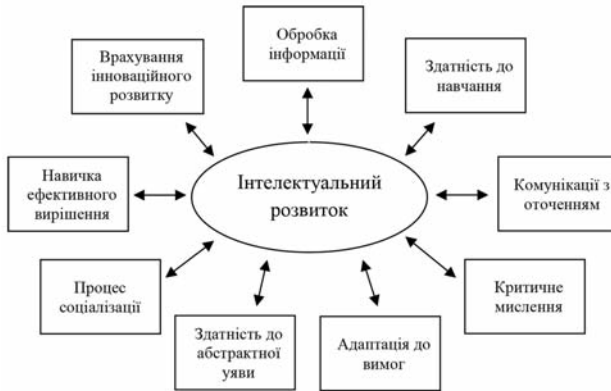 Обробка
інформації
Врахування
інноваційного
розвитку
Здатність до
навчання
Навичка
ефективного
вирішення
Інтелектуальний
розвиток
Комунікації з
оточенням
Процес
соціалізації
Критичне
мислення
Здатність до
абстрактної
уяви
Адаптація до
вимог